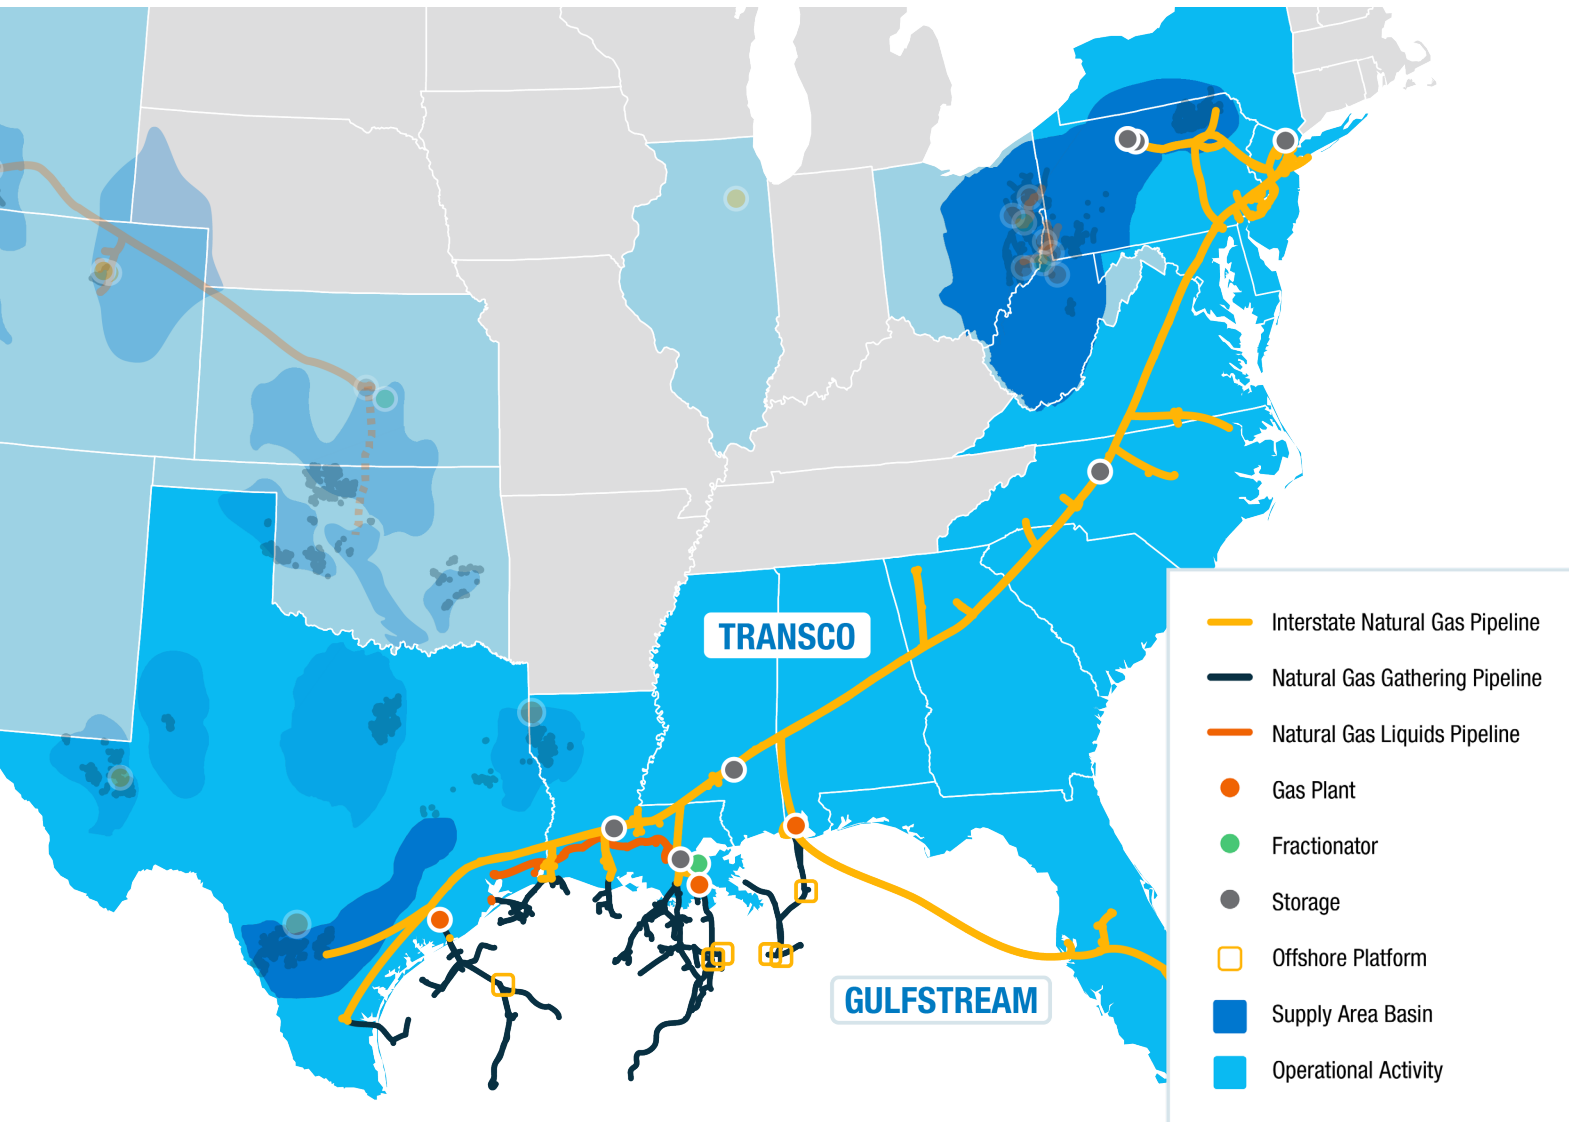 TRANSCO
GULFSTREAM
Interstate Natural Gas Pipeline
Natural Gas Gathering Pipeline
Natural Gas Liquids Pipeline
Gas Plant
Fractionator
Storage
Offshore Platform
Supply Area Basin
Operational Activity